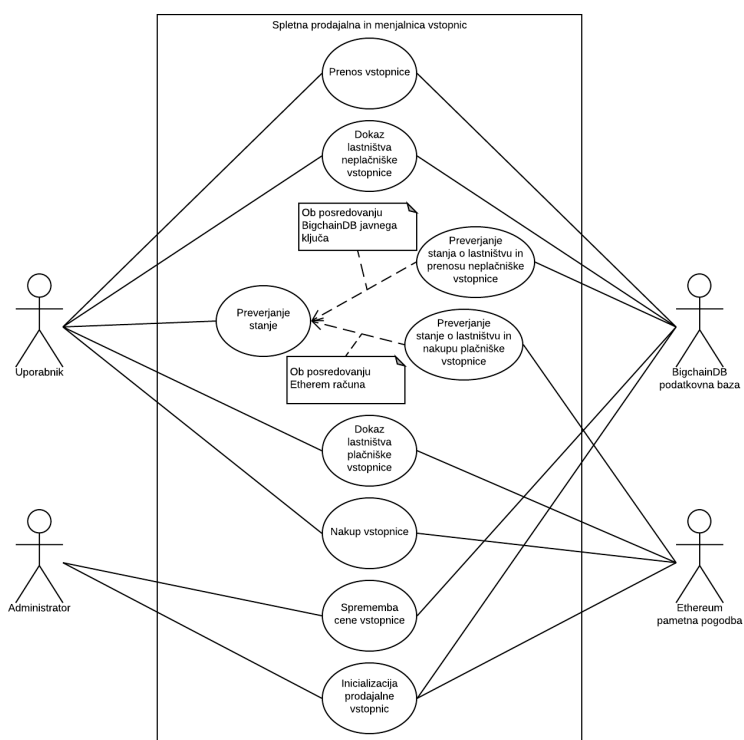 Spletna prodajalna in menjalnica vstopnic
Prenos vstopnice
Dokaz
lastništva
neplačniške
vstopnice
Ob posredovanju
BigchainDB javnega
ključa
Preverjanje
stanja o lastništvu in
prenosu neplačniške
vstopnice
Preverjanje
stanje
Preverjanje
stanje o lastništvu in
nakupu plačniške
vstopnice
Uporabnik
BigchainDB
podatkovna baza
Ob posredovanju
Etherem računa
Dokaz
lastništva
plačniške
vstopnice
Nakup vstopnice
Administrator
Ethereum
pametna pogodba
Sprememba
cene vstopnice
Inicializacija
prodajalne
vstopnic